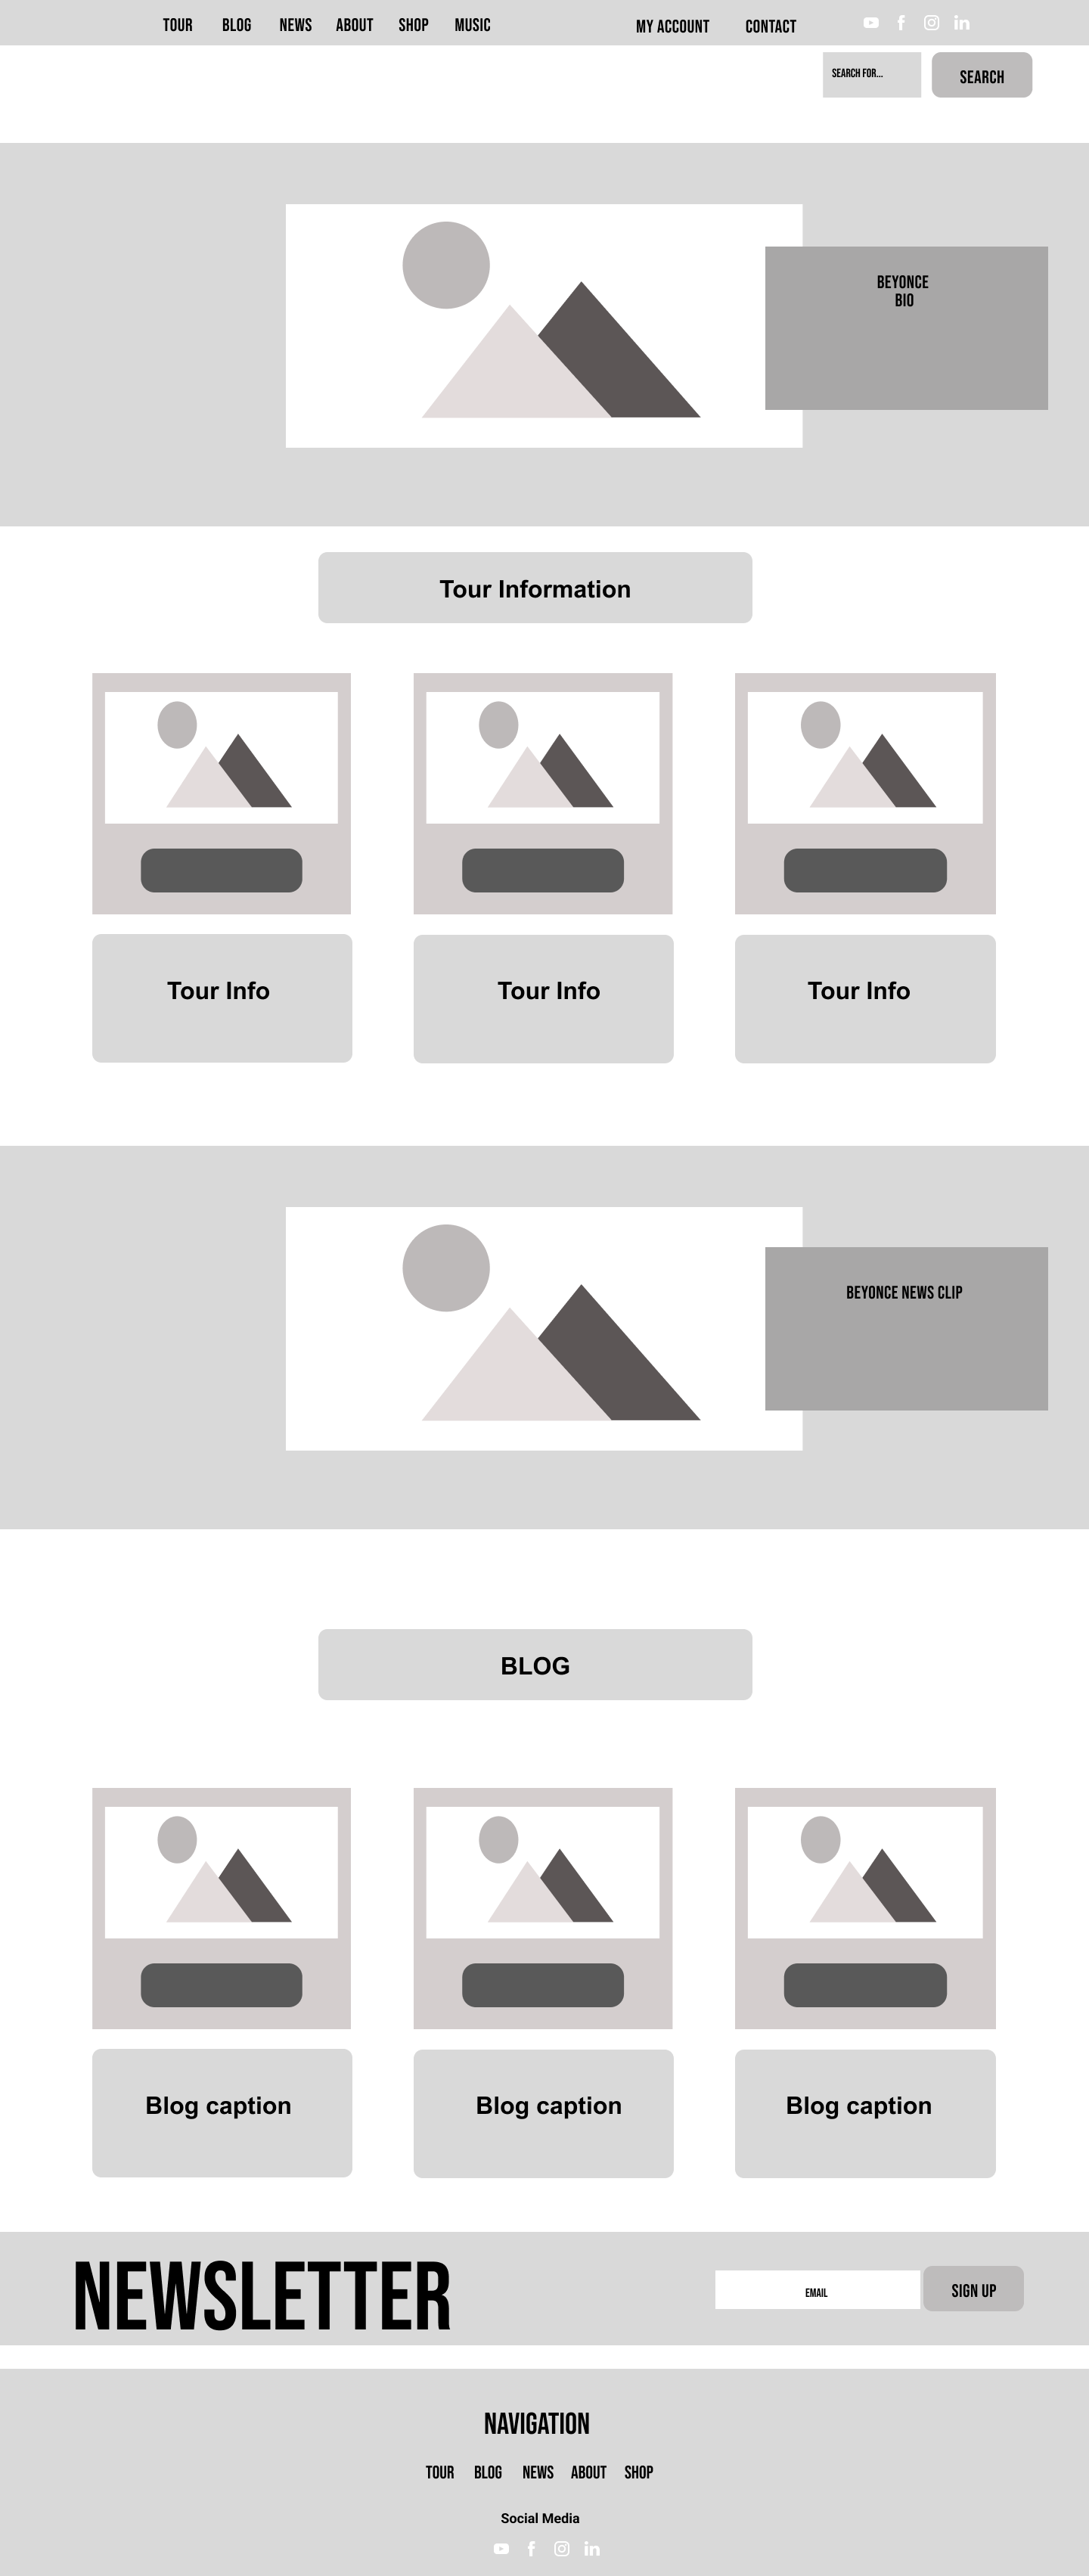 TOUR BLOG NEWS ABOUT SHOP MUSIC MY ACCOUNT CONTACT
SEARCH FOR... SEARCH
BEYONCE
BIO
Tour Information
Tour Info Tour Info Tour Info
BEYONCE NEWS CLIP
BLOG
Blog caption Blog caption Blog caption
NEWSLETTER EMAIL SIGN UP
NAVIGATION
TOUR BLOG NEWS ABOUT SHOP
Social Media